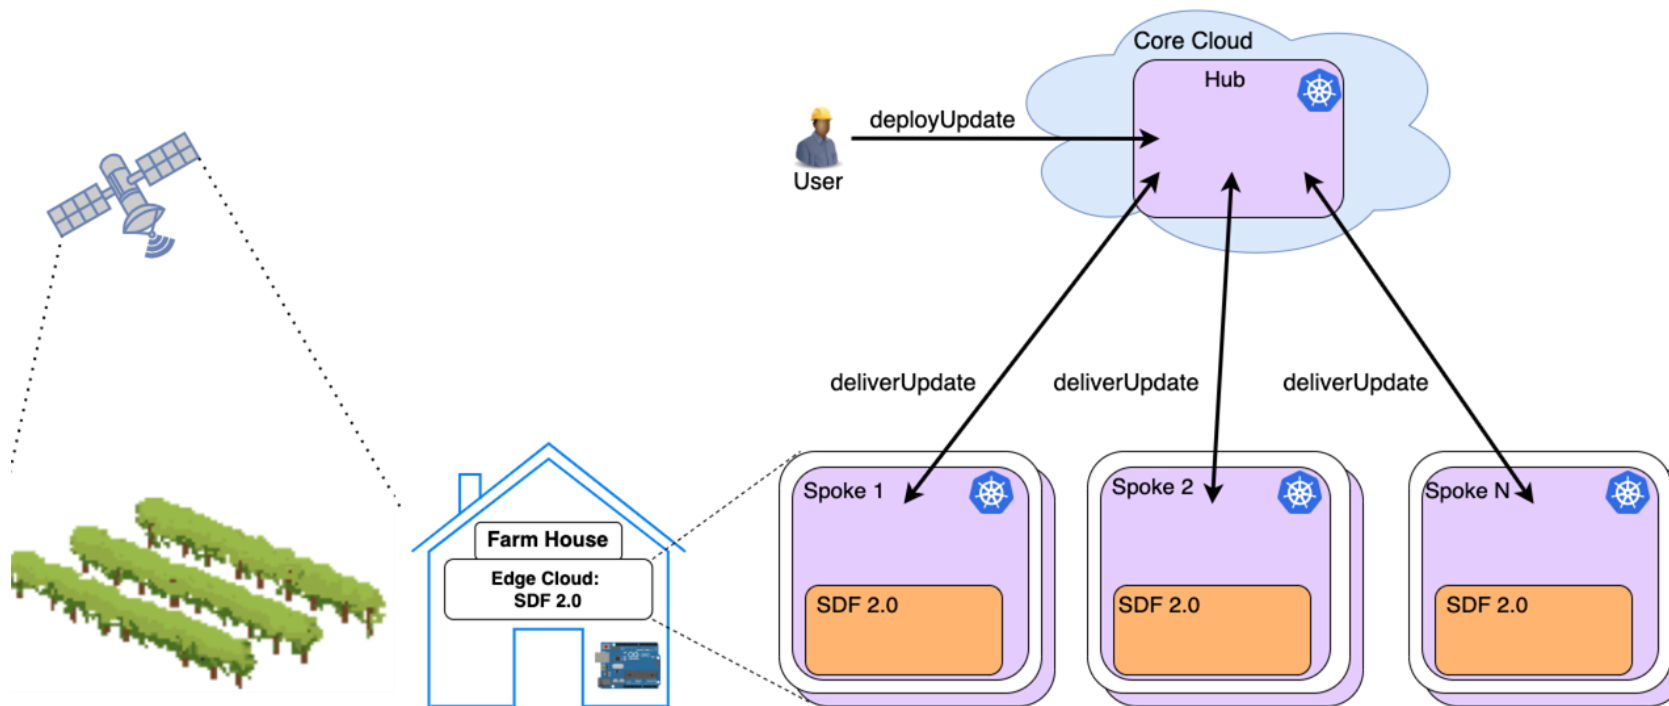 Core Cloud
Hub
deployUpdate
User
deliverUpdate
deliverUpdate
deliverUpdate
Farm House
Edge Cloud:
SDF 2.0
Spoke 1
SDF 2.0
Spoke 2
SDF 2.0
Spoke N
SDF 2.0